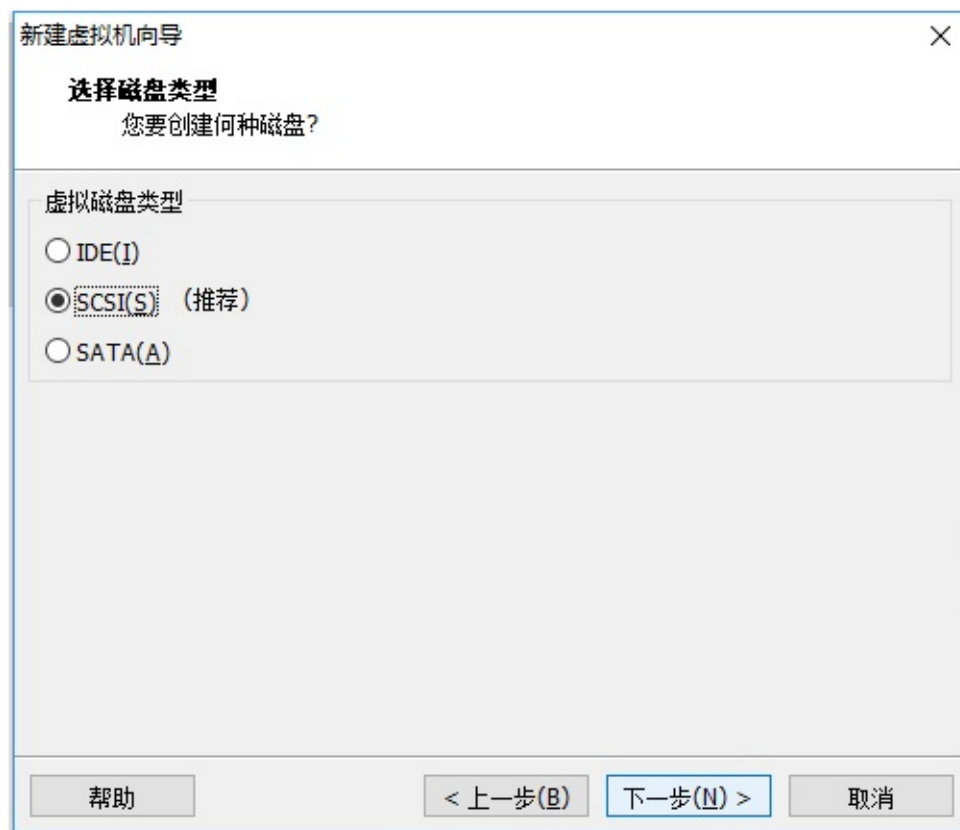 新建虚拟机向导
选择磁盘类型
您要创建何种磁盘?
虚拟磁盘类型
IDE(I)
SCSI(S) （推荐）
SATA(A)
帮助 < 上一步(B) 下一步(N) > 取消